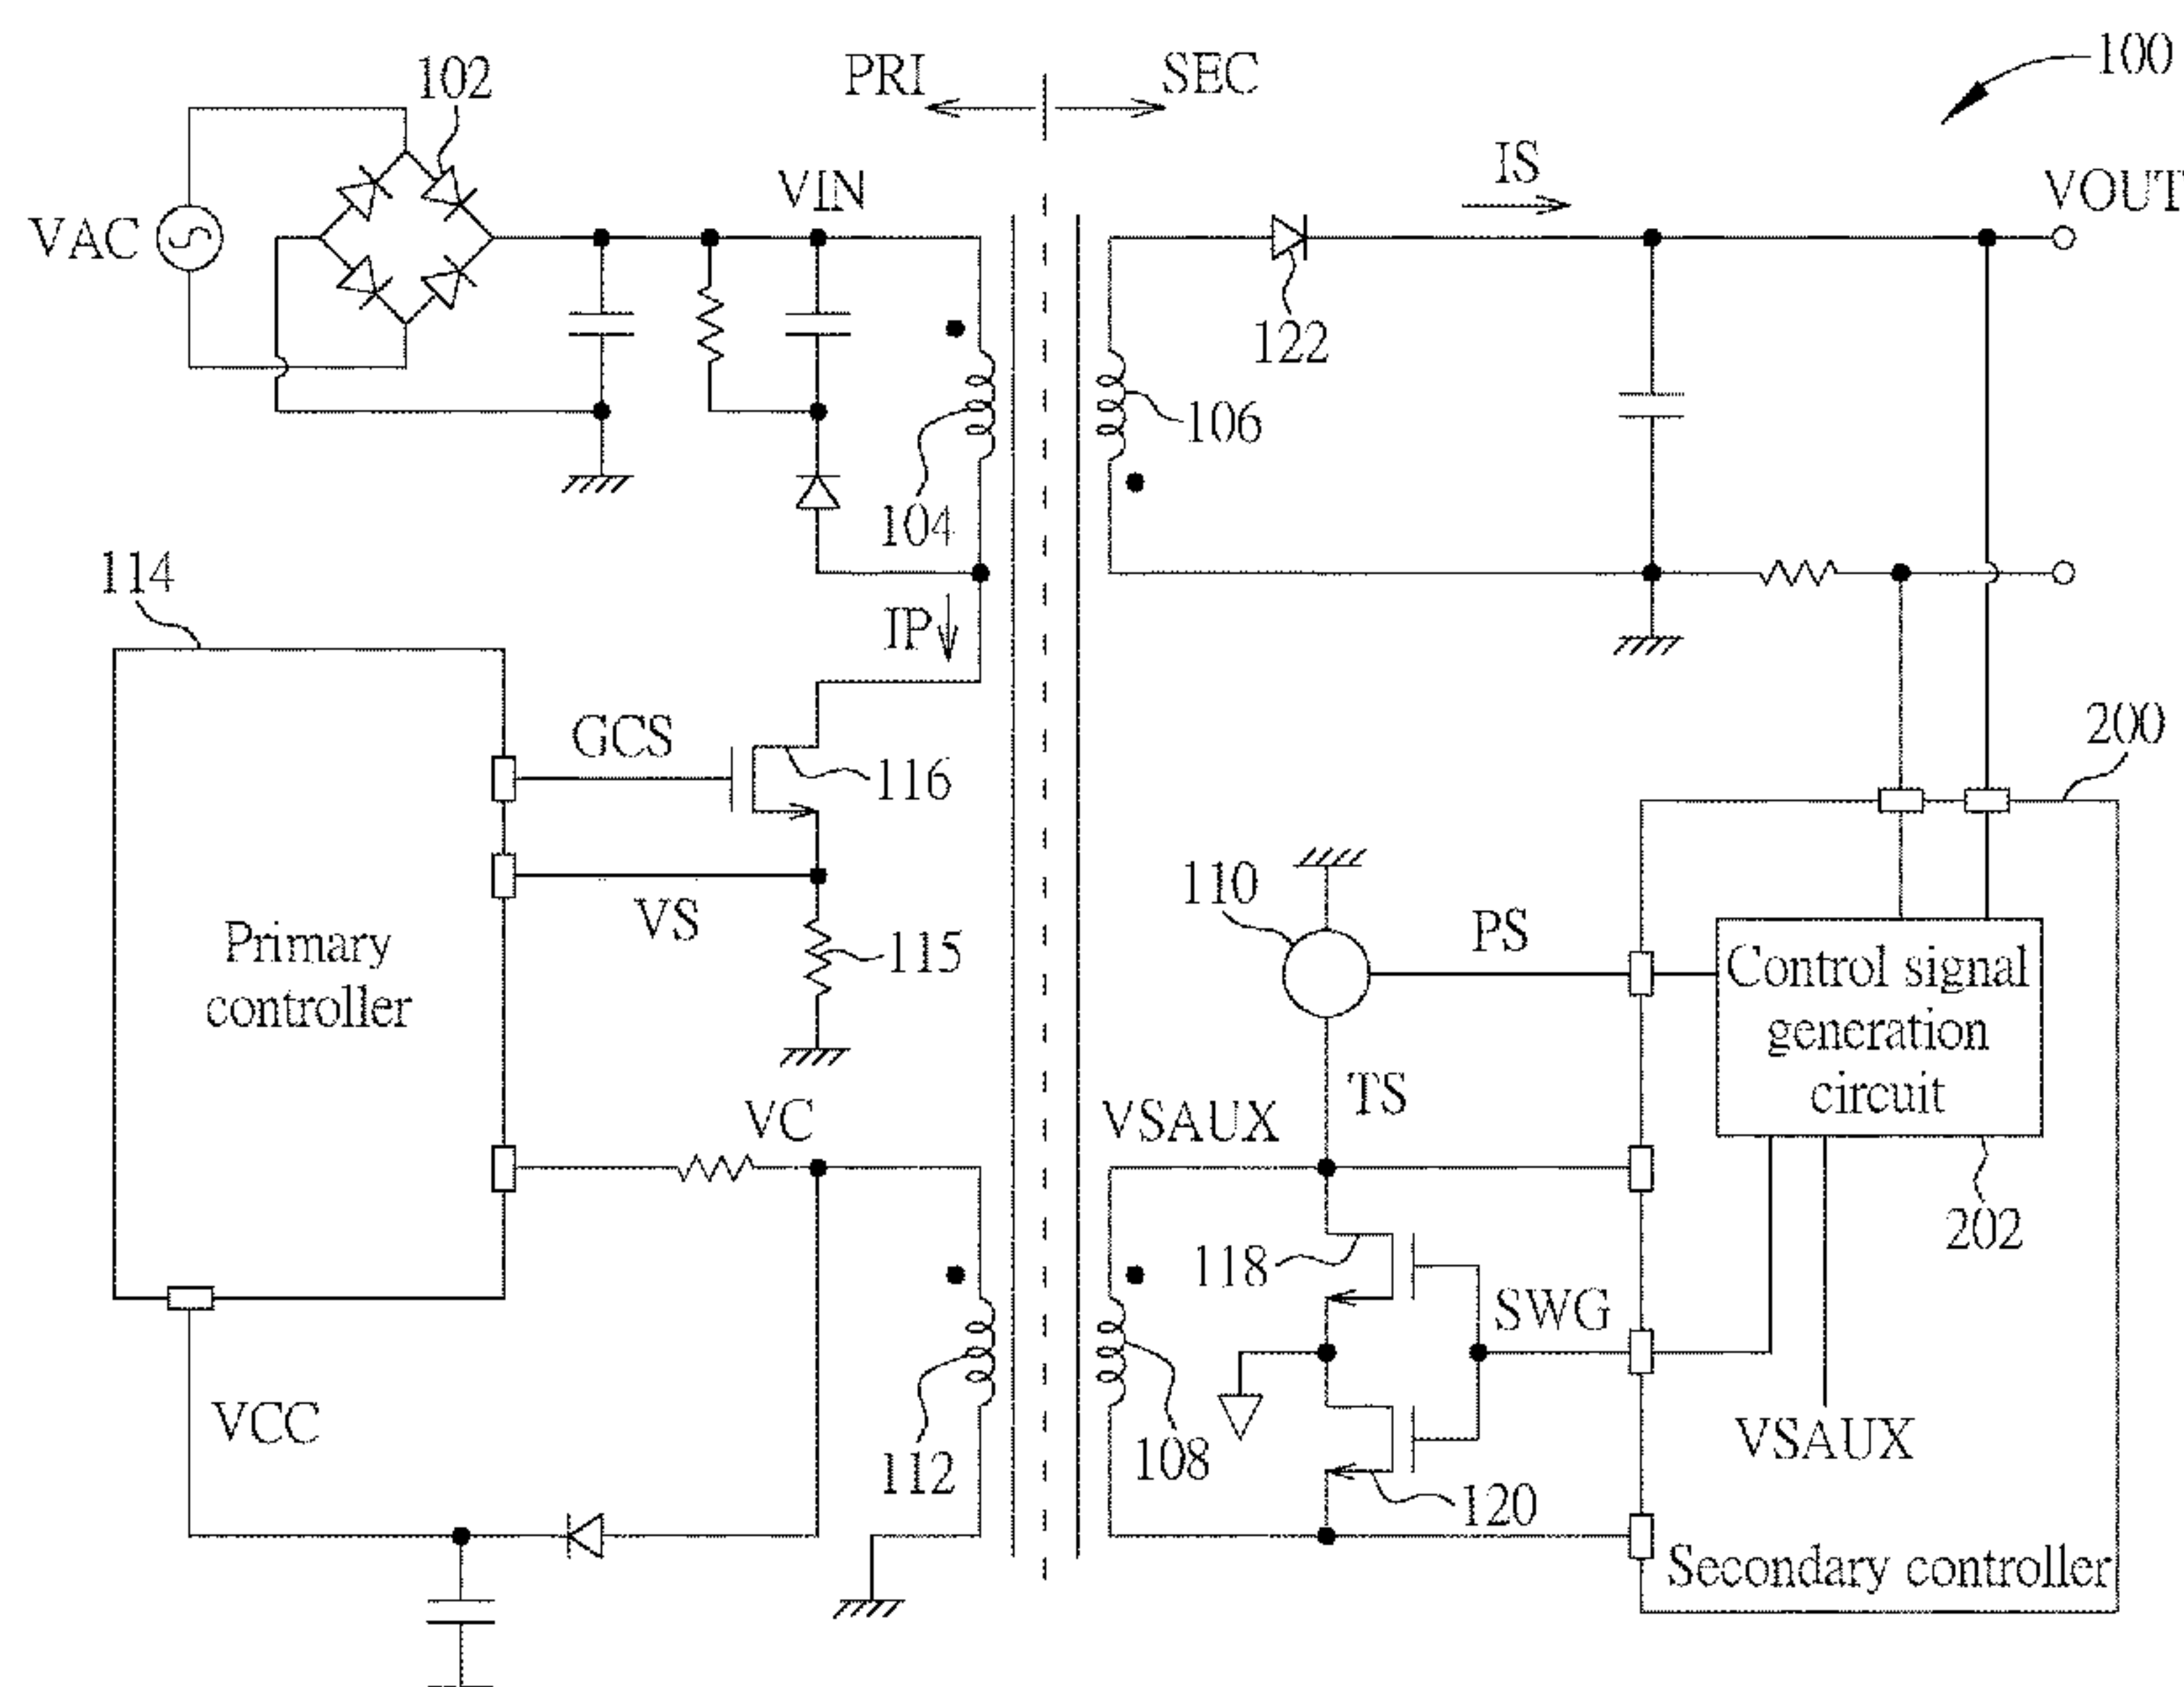 100
102
PRI
SEC
VAC
VIN
IS
VOUT
122
106
104
114
IP
GCS
116
200
110
VS
PS
Primary
controller
115
Control signal
generation
circuit
VC
VSAUX
TS
118
202
SWG
VCC
112
108
VSAUX
120
Secondary controller